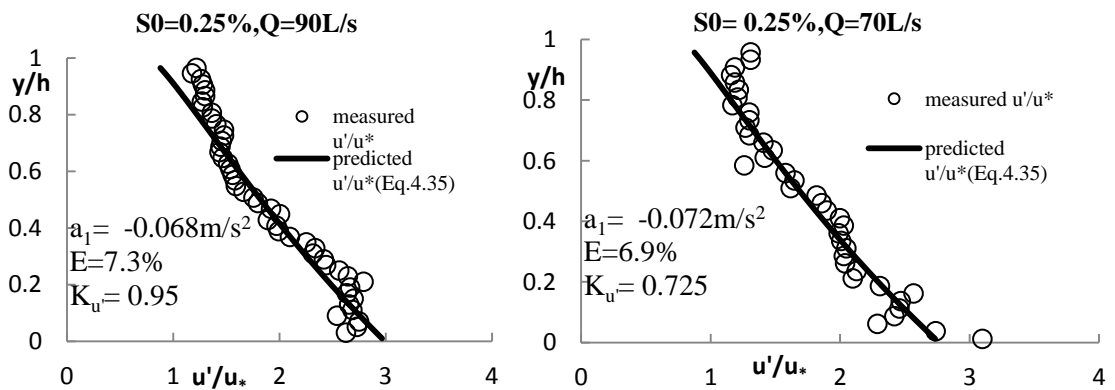 S0=0.25%,Q=90L/s
1
y/h
0.8
0.6
0.4
0.2
0
measured
u'/u*
predicted
u'/u*(Eq.4.35)
a₁= -0.068m/s²
E=7.3%
Kᵤ'= 0.95
0 1 2 3 4
u'/u*
S0= 0.25%,Q=70L/s
1
y/h
0.8
0.6
0.4
0.2
0
measured u'/u*
predicted
u'/u*(Eq.4.35)
a₁= -0.072m/s²
E=6.9%
Kᵤ'= 0.725
0 1 2 3 4
u'/u*